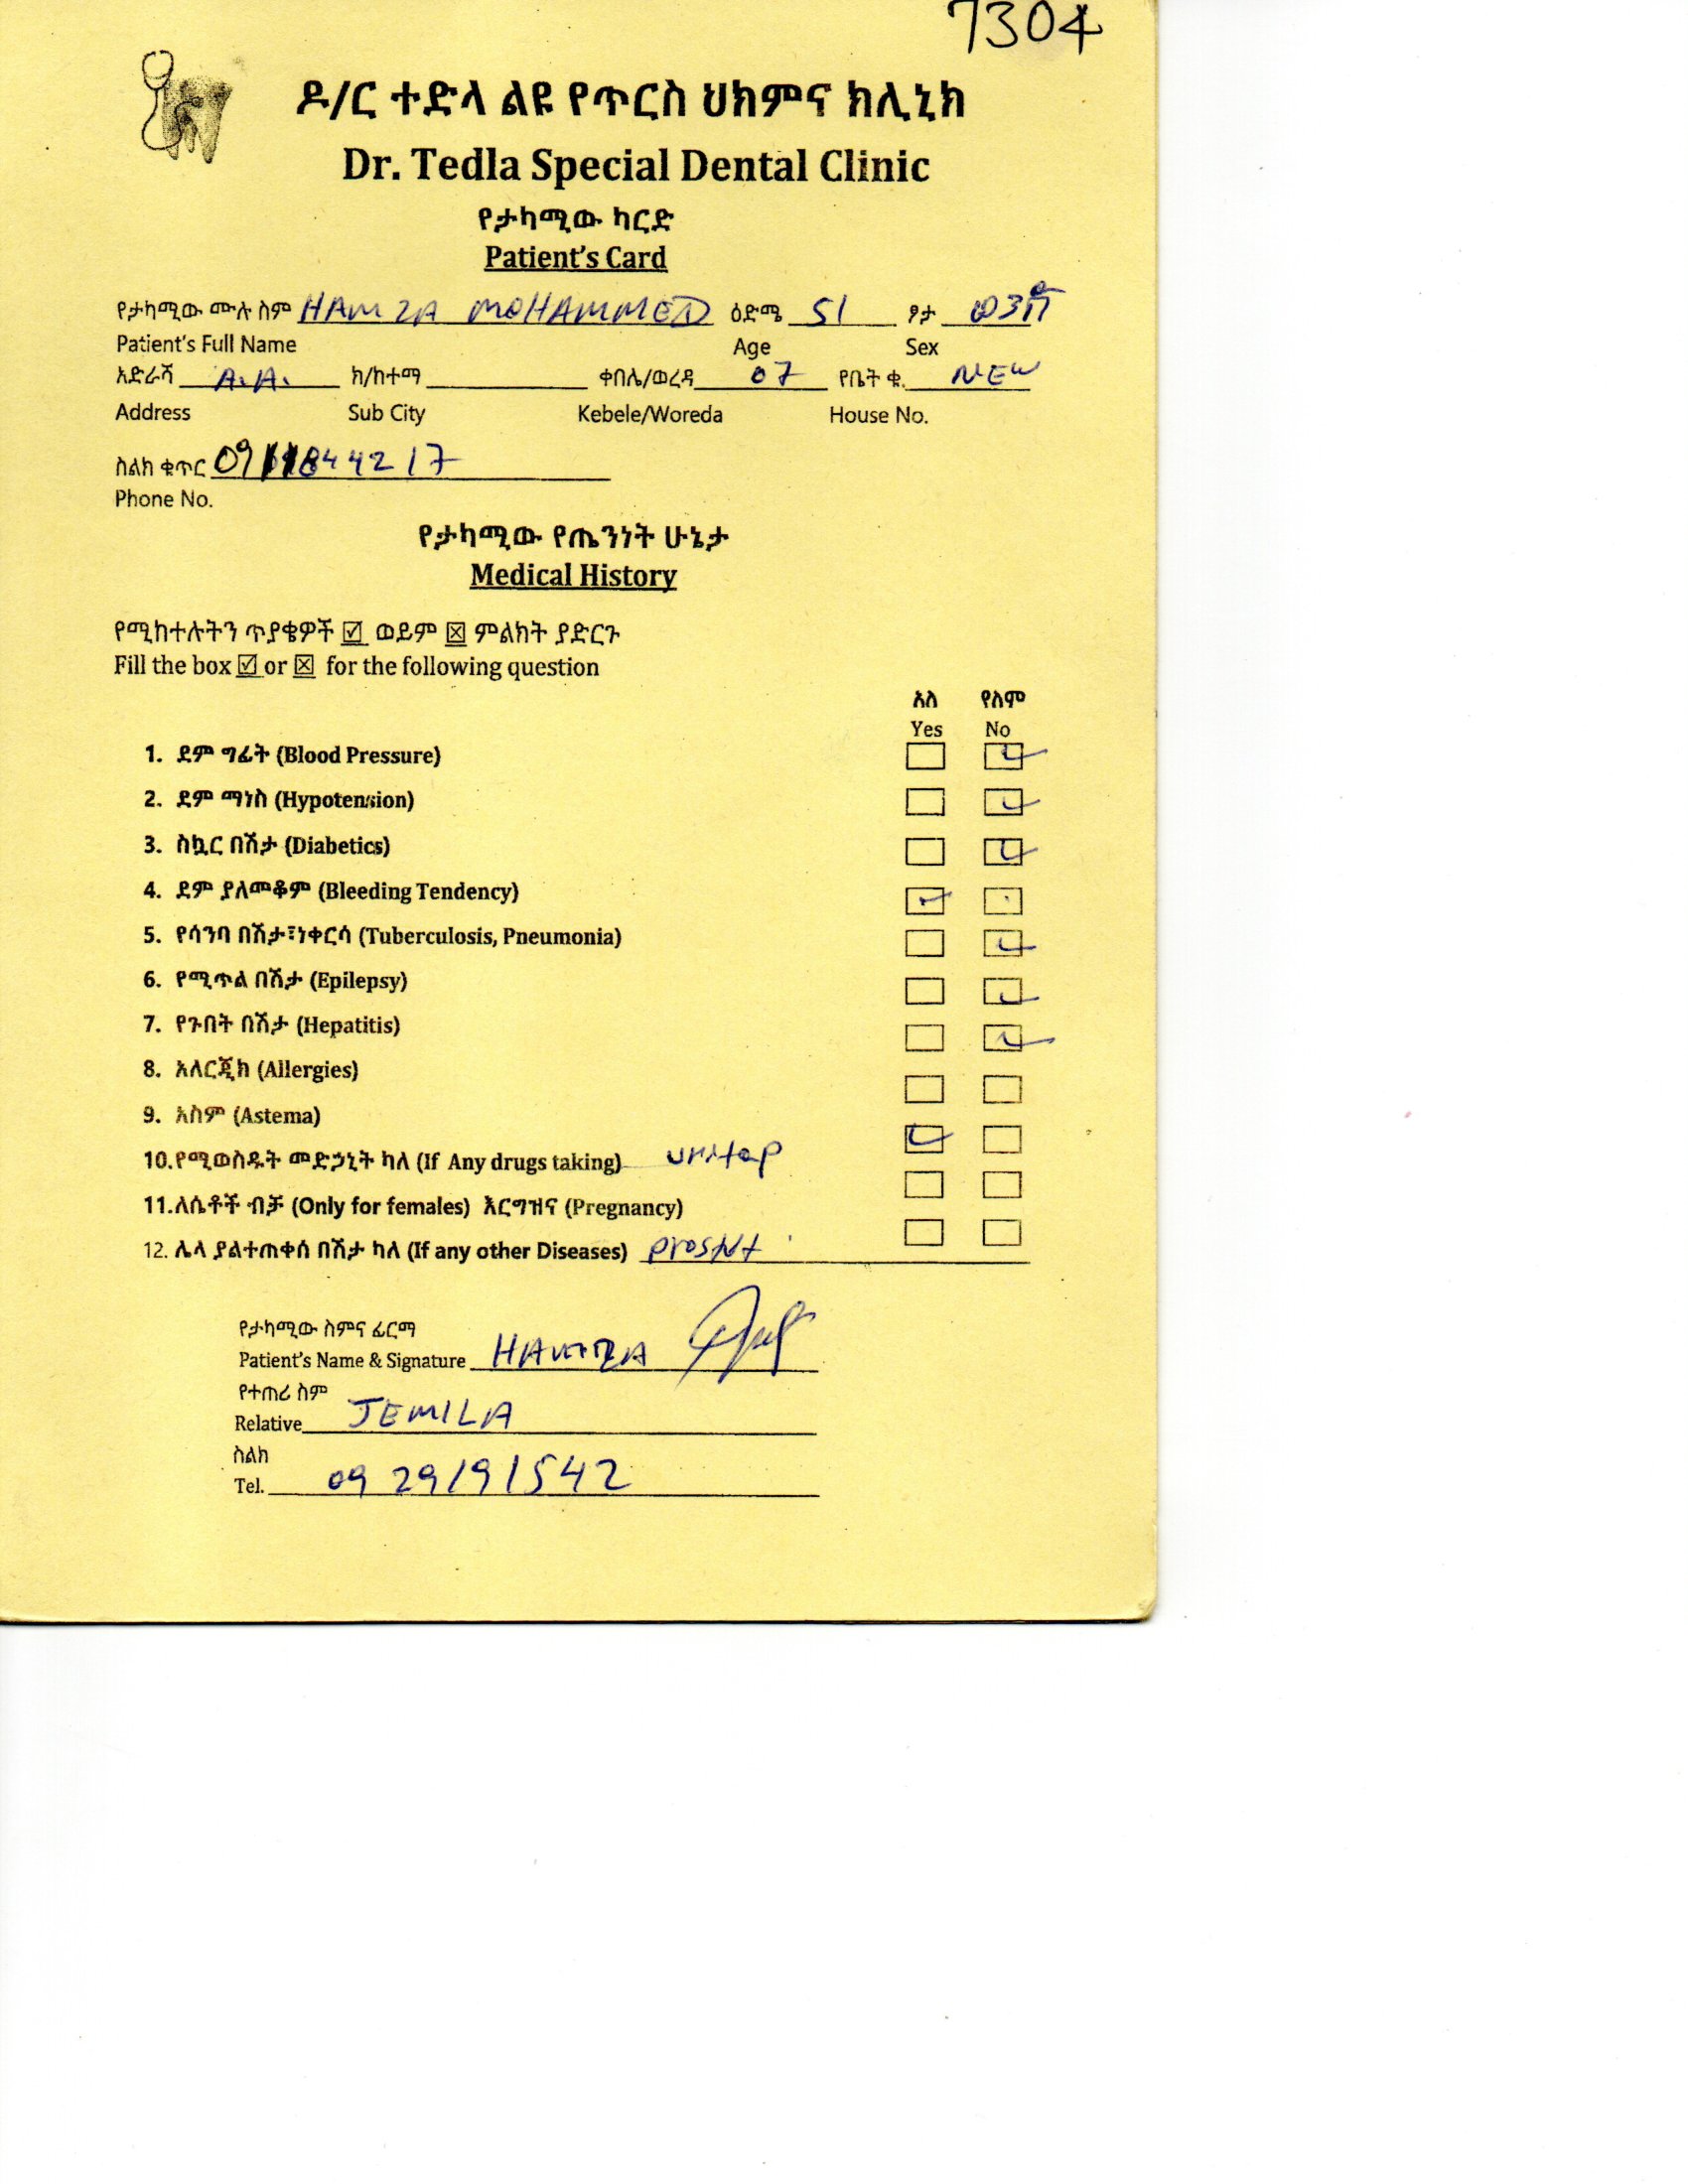 7304
ዶ/ር ተድላ ልዩ የጥርስ ህክምና ክሊኒክ
Dr. Tedla Special Dental Clinic
የታካሚው ካርድ
Patient's Card
የታካሚው ሙሉ ስም HAMZA MOHAMMED ዕድሜ 51 ፆታ ወንድ
Patient's Full Name Age Sex
አድራሻ A.A. ክ/ከተማ ቀበሌ/ወረዳ 07 የቤት ቁ. NEW
Address Sub City Kebele/Woreda House No.
ስልክ ቁጥር 0911844217
Phone No.
የታካሚው የጤንነት ሁኔታ
Medical History
የሚከተሉትን ጥያቄዎች ☑ ወይም ☒ ምልክት ያድርጉ
Fill the box ☑ or ☒ for the following question
አለ የለም
Yes No
1. ደም ግፊት (Blood Pressure)
2. ደም ማነስ (Hypotension)
3. ስኳር በሽታ (Diabetics)
4. ደም ያለመቆም (Bleeding Tendency)
5. የሳንባ በሽታ፣ነቀርሳ (Tuberculosis, Pneumonia)
6. የሚጥል በሽታ (Epilepsy)
7. የጉበት በሽታ (Hepatitis)
8. አለርጂክ (Allergies)
9. አስም (Astema)
10.የሚወስዱት መድኃኒት ካለ (If Any drugs taking)
11.ለሴቶች ብቻ (Only for females) እርግዝና (Pregnancy)
12. ሌላ ያልተጠቀሰ በሽታ ካለ (If any other Diseases)
የታካሚው ስምና ፊርማ
Patient's Name & Signature HAMZA
የተጠሪ ስም
Relative JEMILA
ስልክ
Tel. 09 29191542